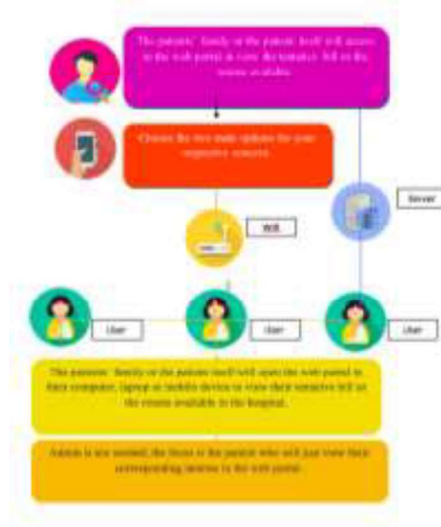 The patients' family or the patient itself will access
to the web portal to view the tentative bill or the
rooms available.
Choose the two main options for your
respective concern.
Wifi
Server
User
User
User
The patients' family or the patient itself will open the web portal in
their computer, laptop or mobile device to view their tentative bill or
the rooms available in the hospital.
Admin is not needed, the focus is the patient who will just view their
corresponding in the web portal.